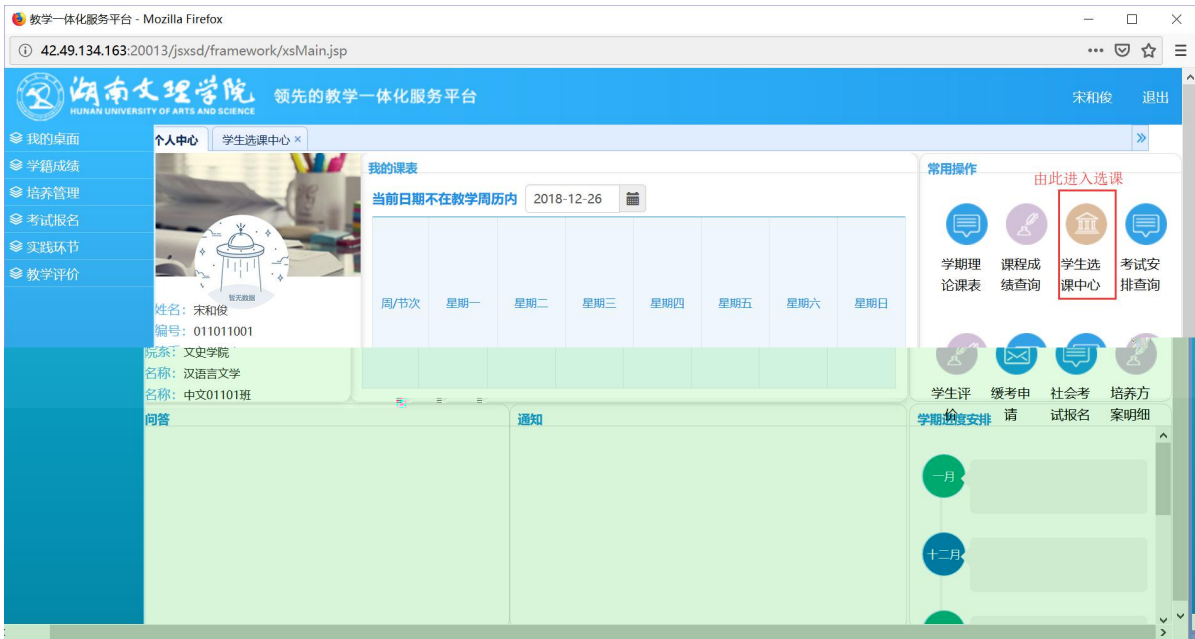 教学一体化服务平台 - Mozilla Firefox
42.49.134.163:20013/jsxsd/framework/xsMain.jsp
湖南文理学院
HUNAN UNIVERSITY OF ARTS AND SCIENCE
领先的教学一体化服务平台
宋和俊 退出
我的桌面
学籍成绩
培养管理
考试报名
实践环节
教学评价
个人中心 学生选课中心 ×
暂无数据
姓名：宋和俊
编号：011011001
院系：文史学院
名称：汉语言文学
名称：中文01101班
我的课表
当前日期不在教学周历内 2018-12-26
周/节次 星期一 星期二 星期三 星期四 星期五 星期六 星期日
常用操作
由此进入选课
学期理论课表
课程成绩查询
学生选课中心
考试安排查询
学生评价
缓考申请
社会考试报名
培养方案明细
问答
通知
学期进度安排
一月
十二月